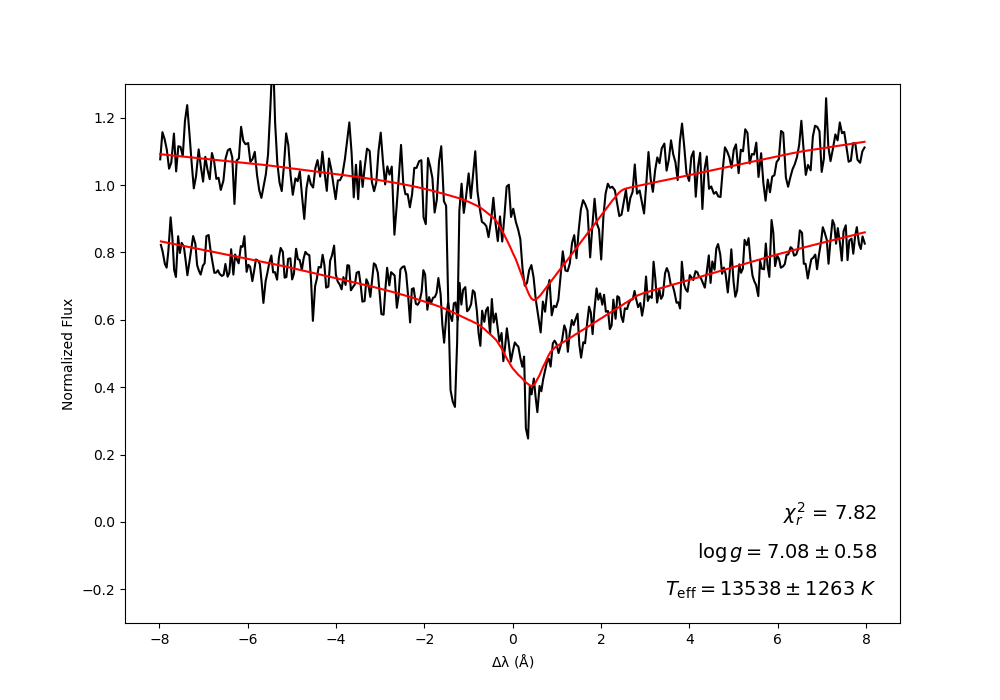 1.2
1.0
0.8
0.6
0.4
0.2
0.0
−0.2
Normalized Flux
χ²ᵣ = 7.82
log g = 7.08 ± 0.58
T_eff = 13538 ± 1263 K
−8 −6 −4 −2 0 2 4 6 8
Δλ (Å)